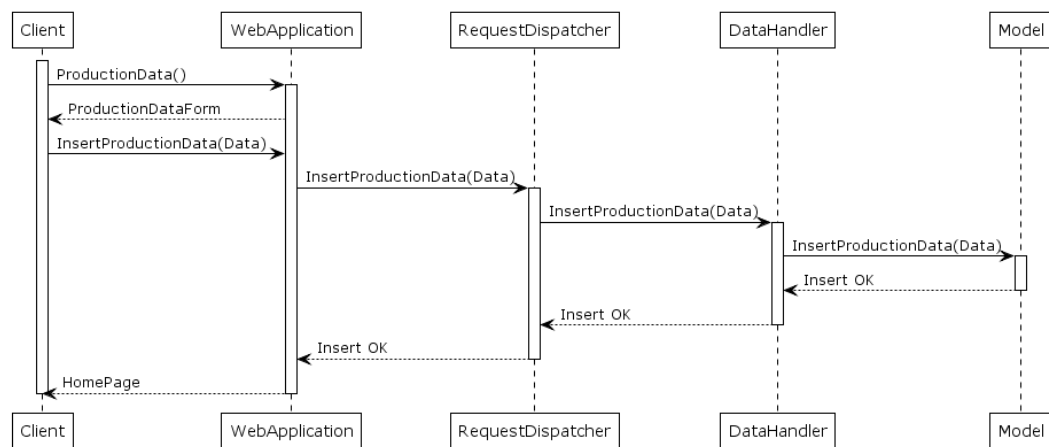 Client
WebApplication
RequestDispatcher
DataHandler
Model
ProductionData()
ProductionDataForm
InsertProductionData(Data)
InsertProductionData(Data)
InsertProductionData(Data)
InsertProductionData(Data)
Insert OK
Insert OK
Insert OK
HomePage
Client
WebApplication
RequestDispatcher
DataHandler
Model